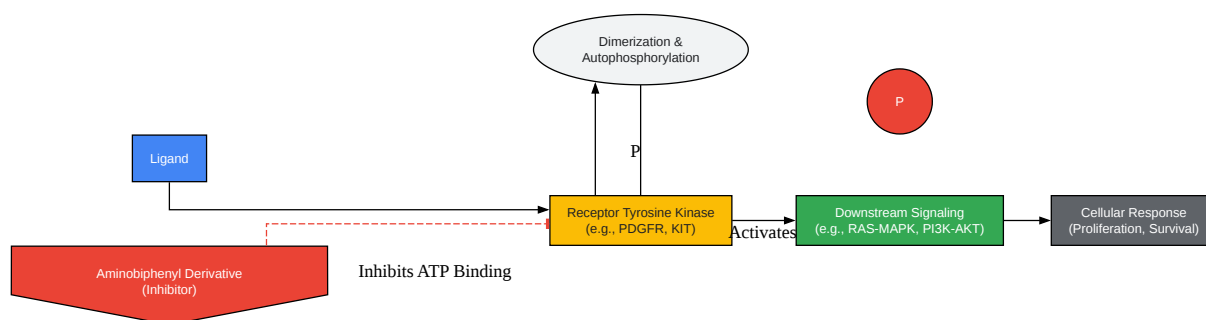 Dimerization &
Autophosphorylation
P
Ligand
P
Receptor Tyrosine Kinase
(e.g., PDGFR, KIT)
Activates
Downstream Signaling
(e.g., RAS-MAPK, PI3K-AKT)
Cellular Response
(Proliferation, Survival)
Aminobiphenyl Derivative
(Inhibitor)
Inhibits ATP Binding